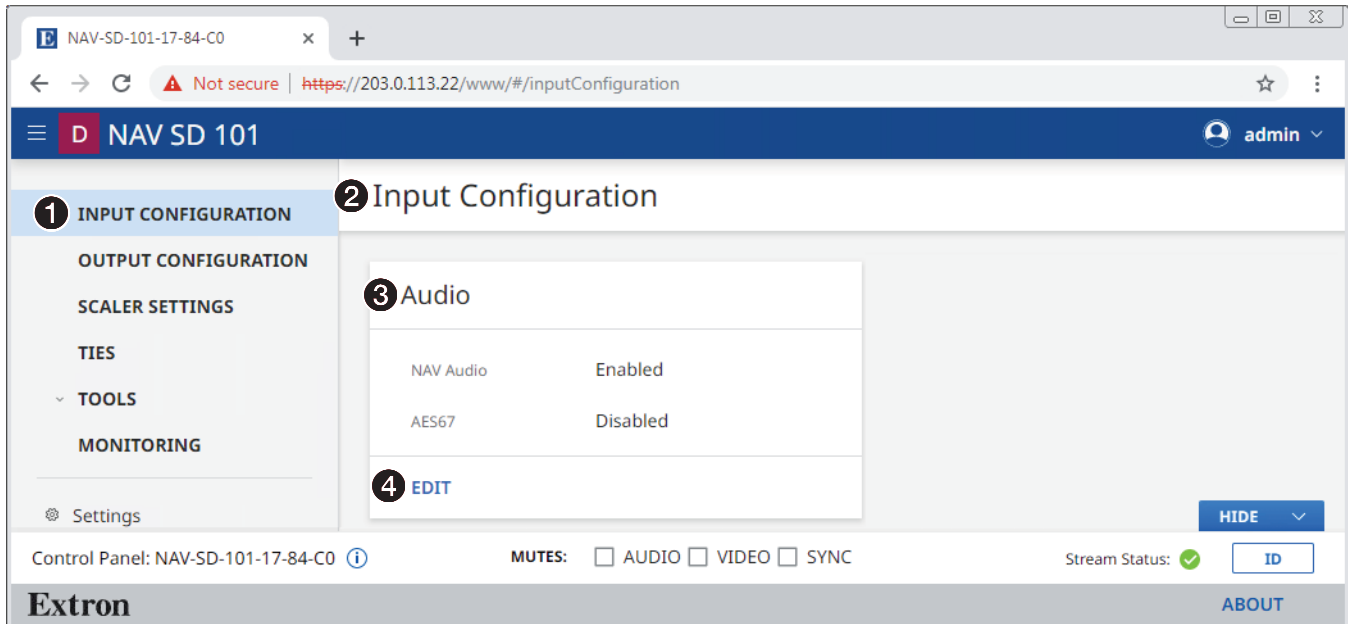 E NAV-SD-101-17-84-C0
Not secure | https://203.0.113.22/www/#/inputConfiguration
D NAV SD 101
admin
1 INPUT CONFIGURATION
OUTPUT CONFIGURATION
SCALER SETTINGS
TIES
TOOLS
MONITORING
Settings
2 Input Configuration
3 Audio
NAV Audio Enabled
AES67 Disabled
4 EDIT
HIDE
Control Panel: NAV-SD-101-17-84-C0 i MUTES: AUDIO VIDEO SYNC Stream Status: ID
Extron ABOUT